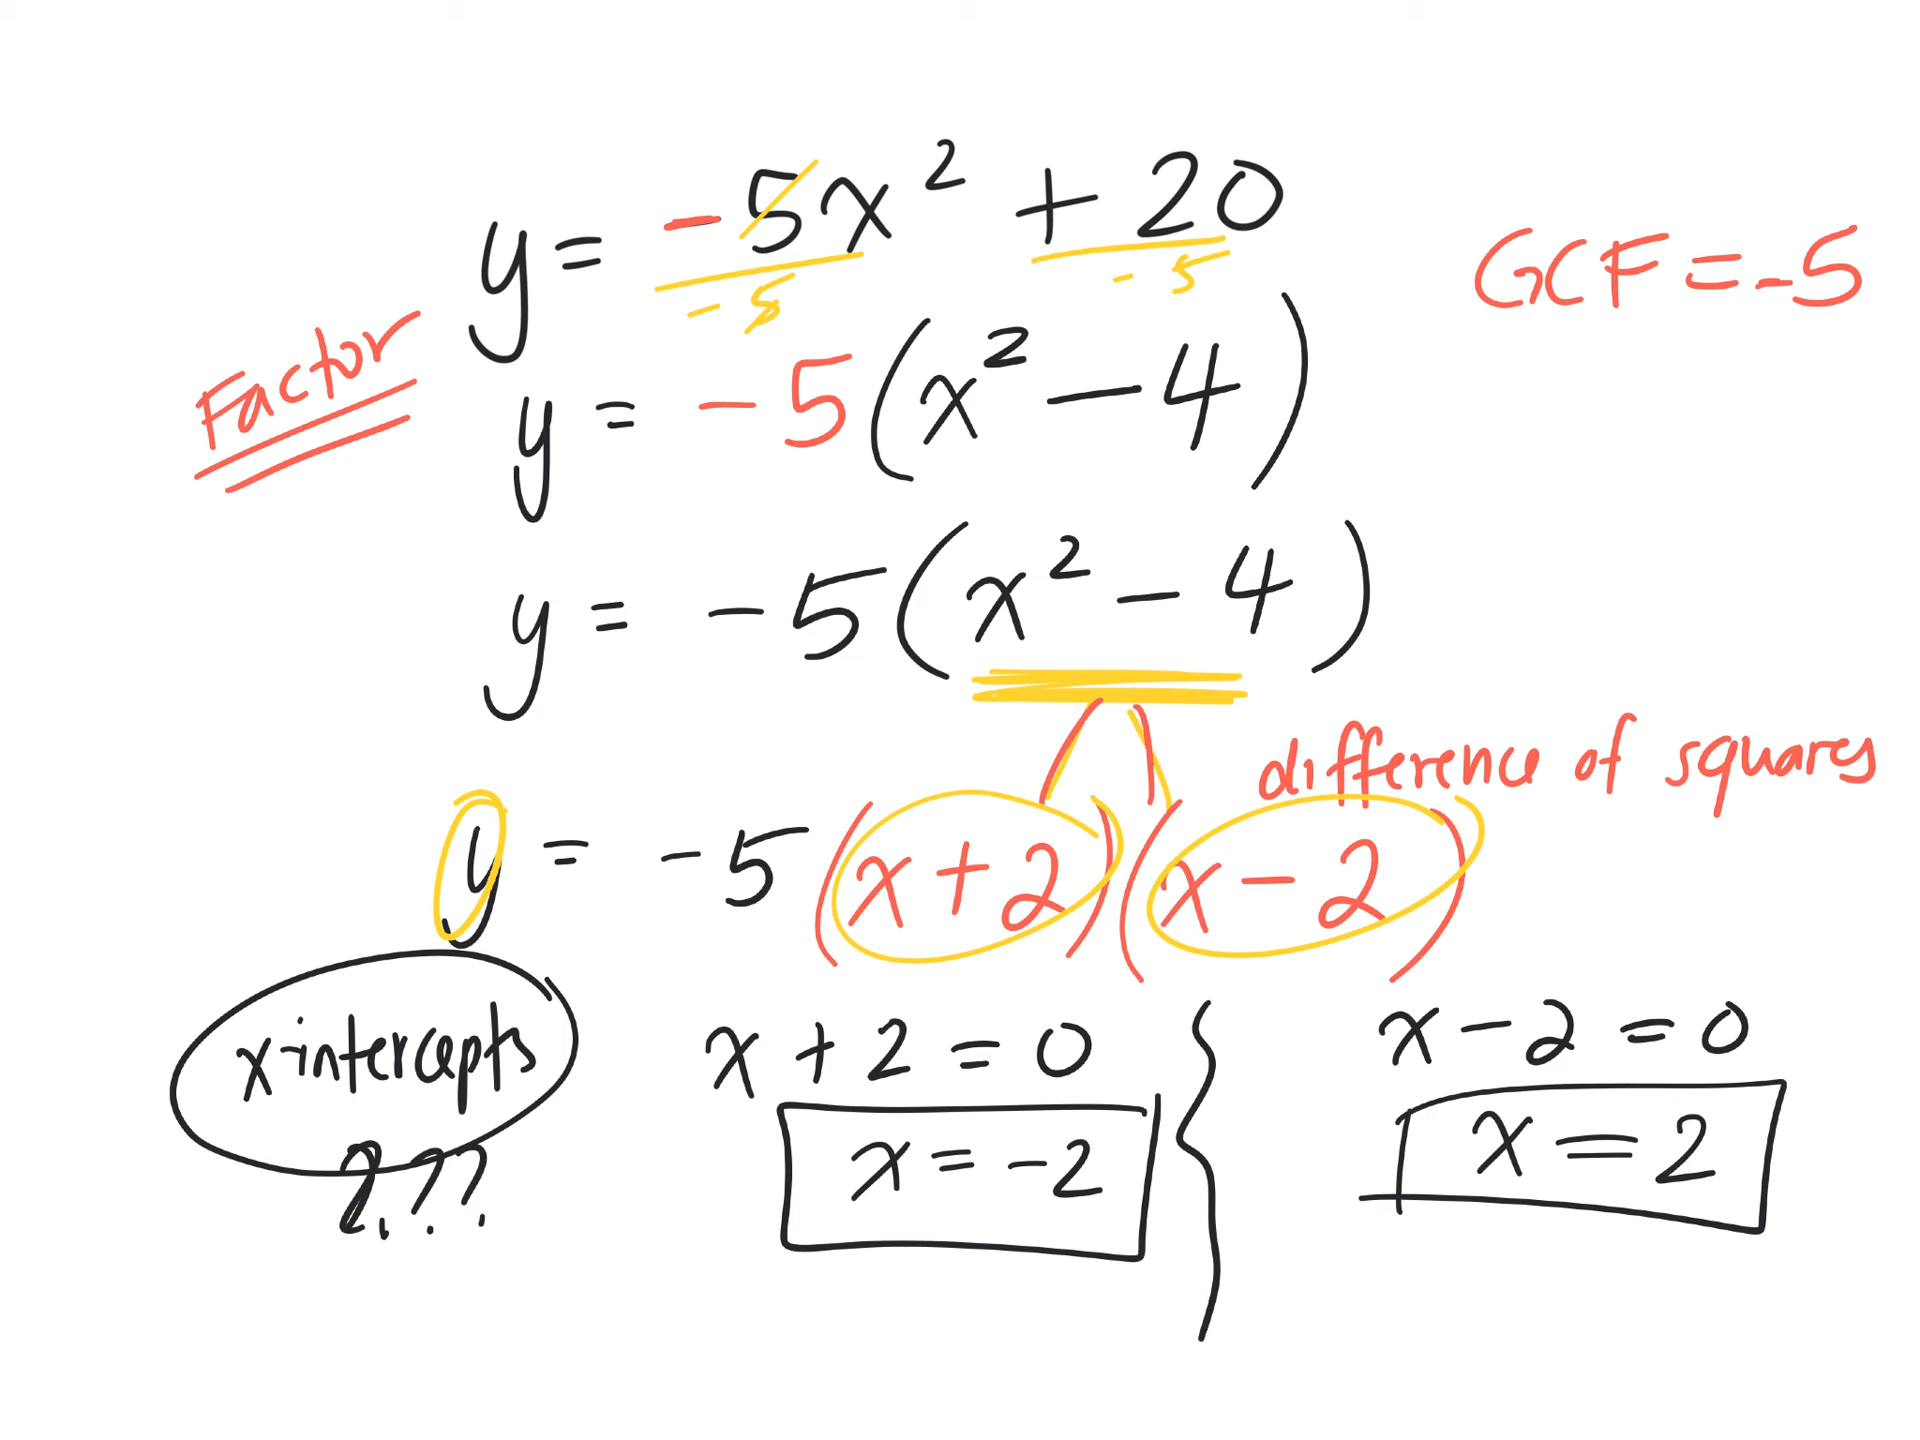 y = -5x² + 20
-5 -5
GCF = -5
Factor
y = -5(x² - 4)
y = -5(x² - 4)
difference of squares
y = -5(x + 2)(x - 2)
x-intercepts
???
x + 2 = 0
x = -2
x - 2 = 0
x = 2